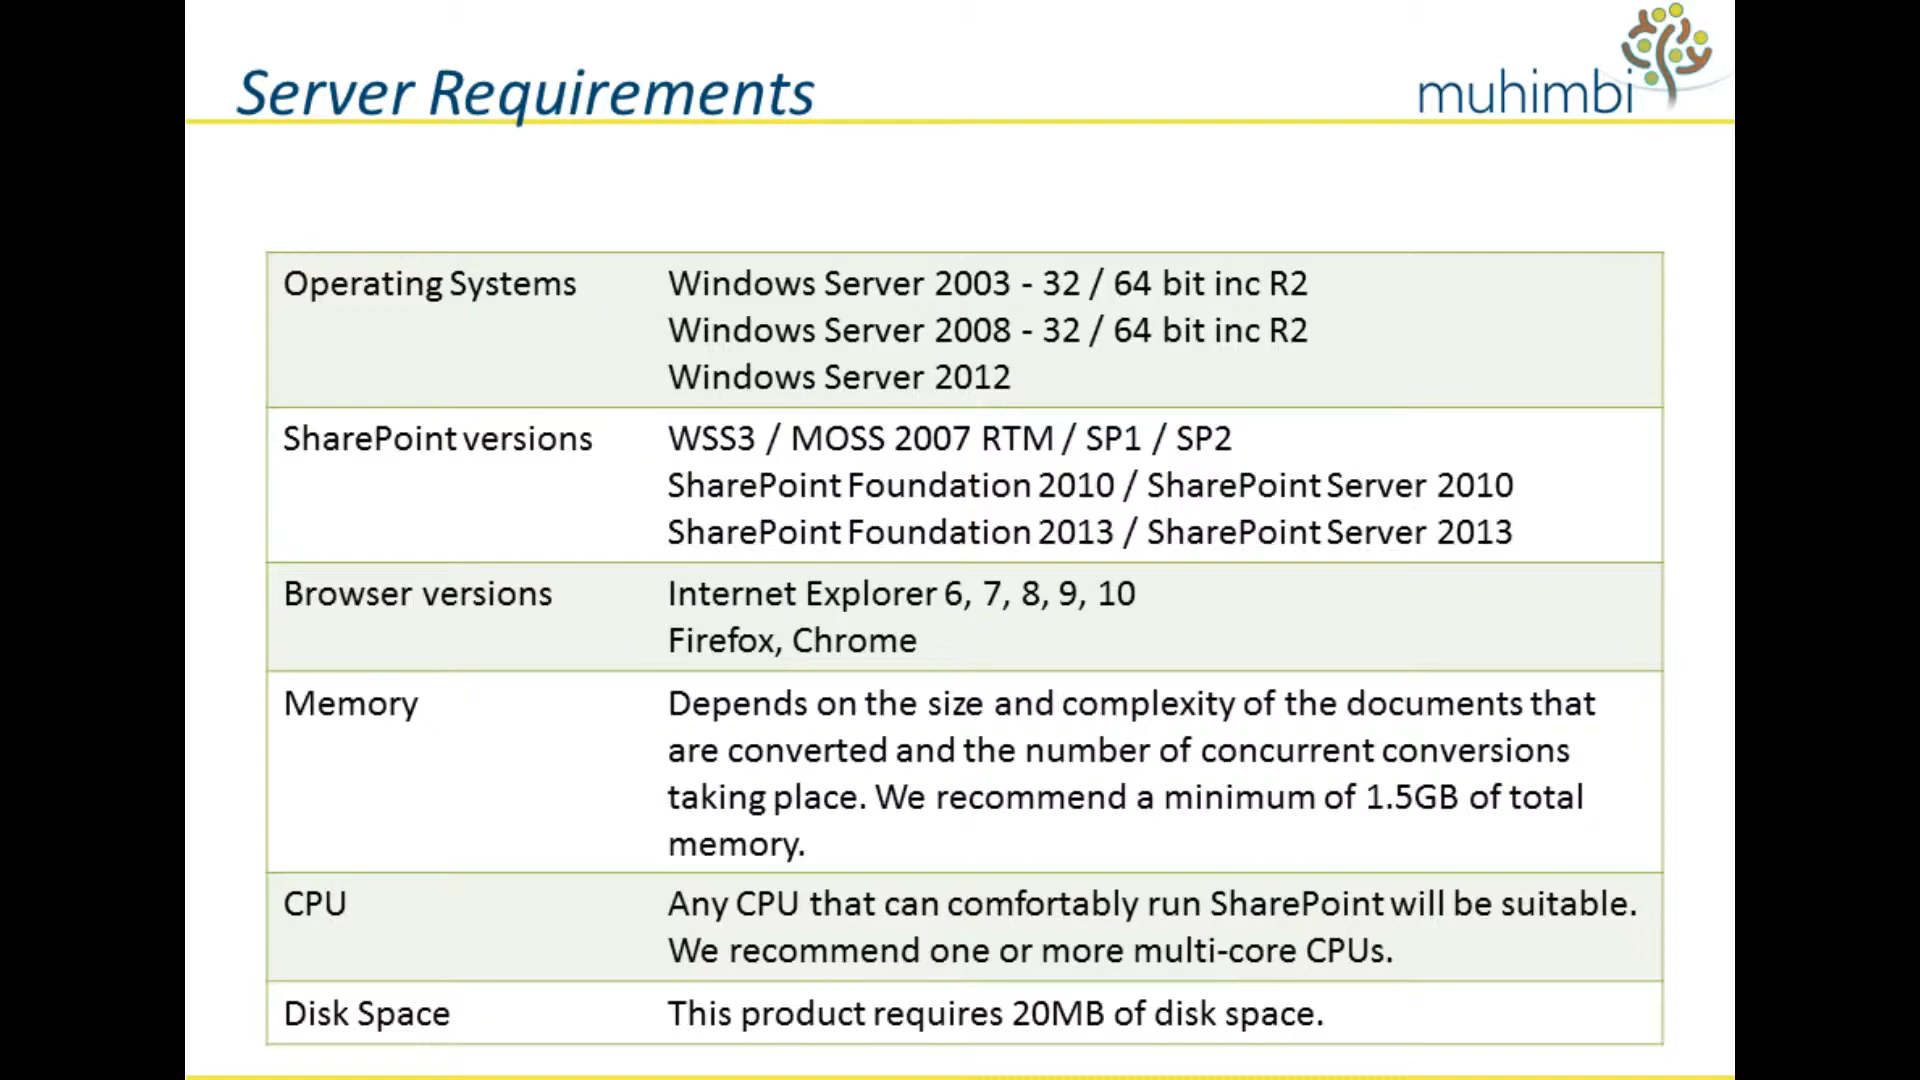 Server Requirements
muhimbi
Operating Systems
Windows Server 2003 - 32 / 64 bit inc R2
Windows Server 2008 - 32 / 64 bit inc R2
Windows Server 2012
SharePoint versions
WSS3 / MOSS 2007 RTM / SP1 / SP2
SharePoint Foundation 2010 / SharePoint Server 2010
SharePoint Foundation 2013 / SharePoint Server 2013
Browser versions
Internet Explorer 6, 7, 8, 9, 10
Firefox, Chrome
Memory
Depends on the size and complexity of the documents that
are converted and the number of concurrent conversions
taking place. We recommend a minimum of 1.5GB of total
memory.
CPU
Any CPU that can comfortably run SharePoint will be suitable.
We recommend one or more multi-core CPUs.
Disk Space
This product requires 20MB of disk space.